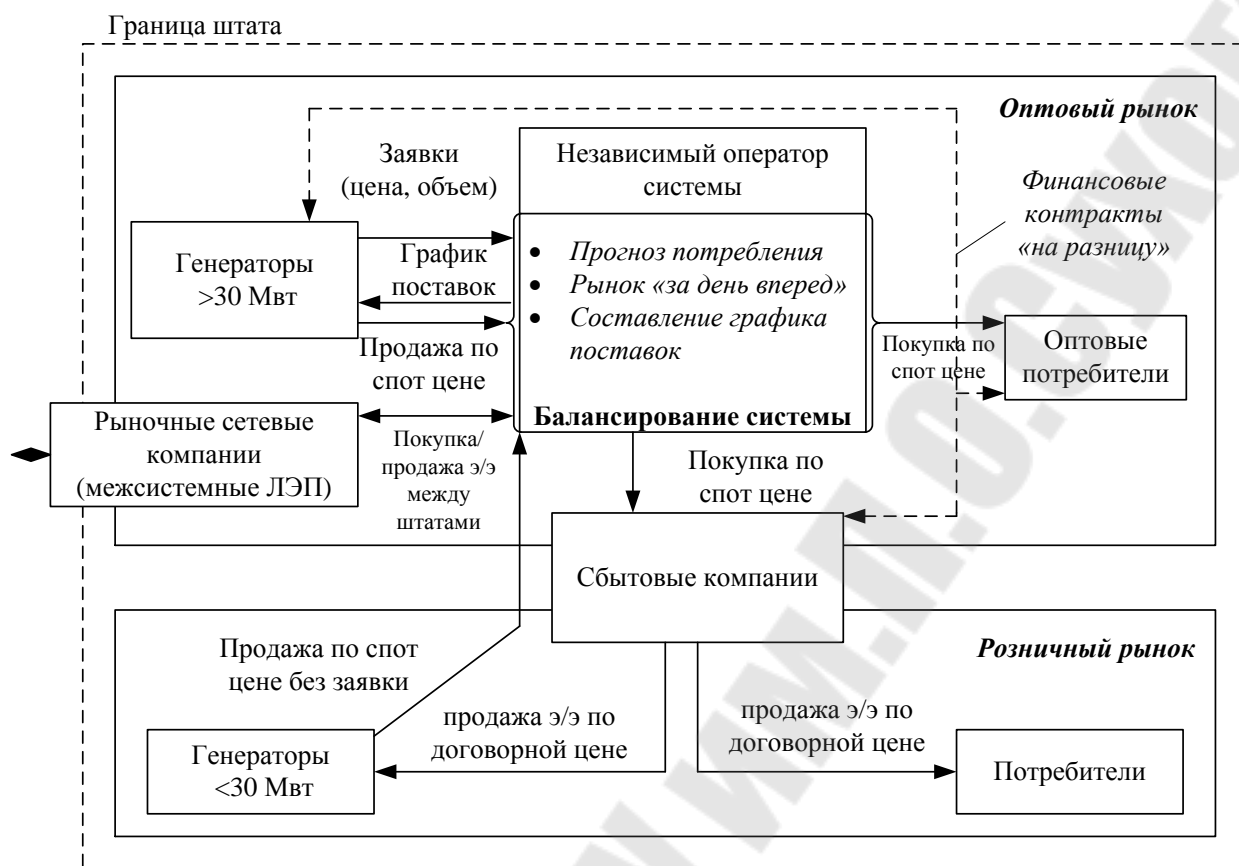 Граница штата
Оптовый рынок
Заявки
(цена, объем)
Независимый оператор
системы
Финансовые
контракты
«на разницу»
Генераторы
>30 Мвт
График
поставок
• Прогноз потребления
• Рынок «за день вперед»
• Составление графика
поставок
Продажа по
спот цене
Покупка по
спот цене
Оптовые
потребители
Балансирование системы
Рыночные сетевые
компании
(межсистемные ЛЭП)
Покупка/
продажа э/э
между
штатами
Покупка по
спот цене
Сбытовые компании
Розничный рынок
Продажа по спот
цене без заявки
продажа э/э по
договорной цене
продажа э/э по
договорной цене
Генераторы
<30 Мвт
Потребители
им.П.О.Сухого